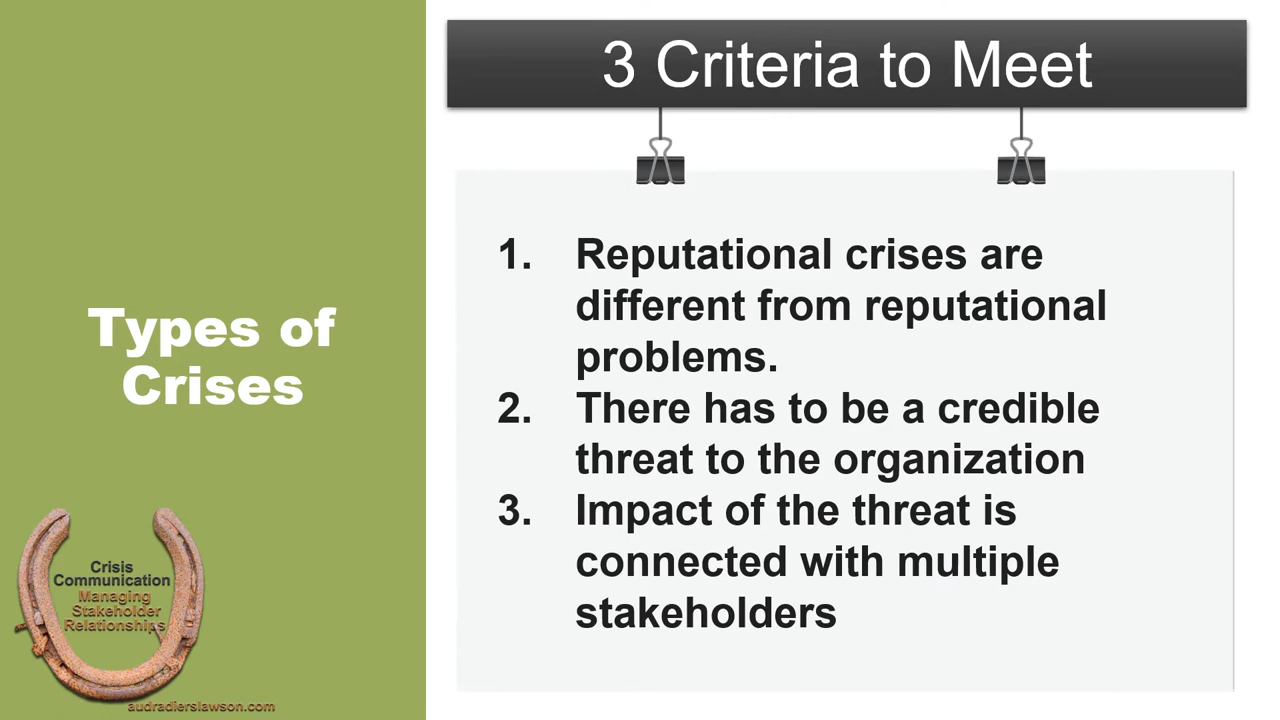 3 Criteria to Meet
1. Reputational crises are
different from reputational
problems.
2. There has to be a credible
threat to the organization
3. Impact of the threat is
connected with multiple
stakeholders
Types of
Crises
Crisis
Communication
Managing
Stakeholder
Relationships
audradierslawson.com